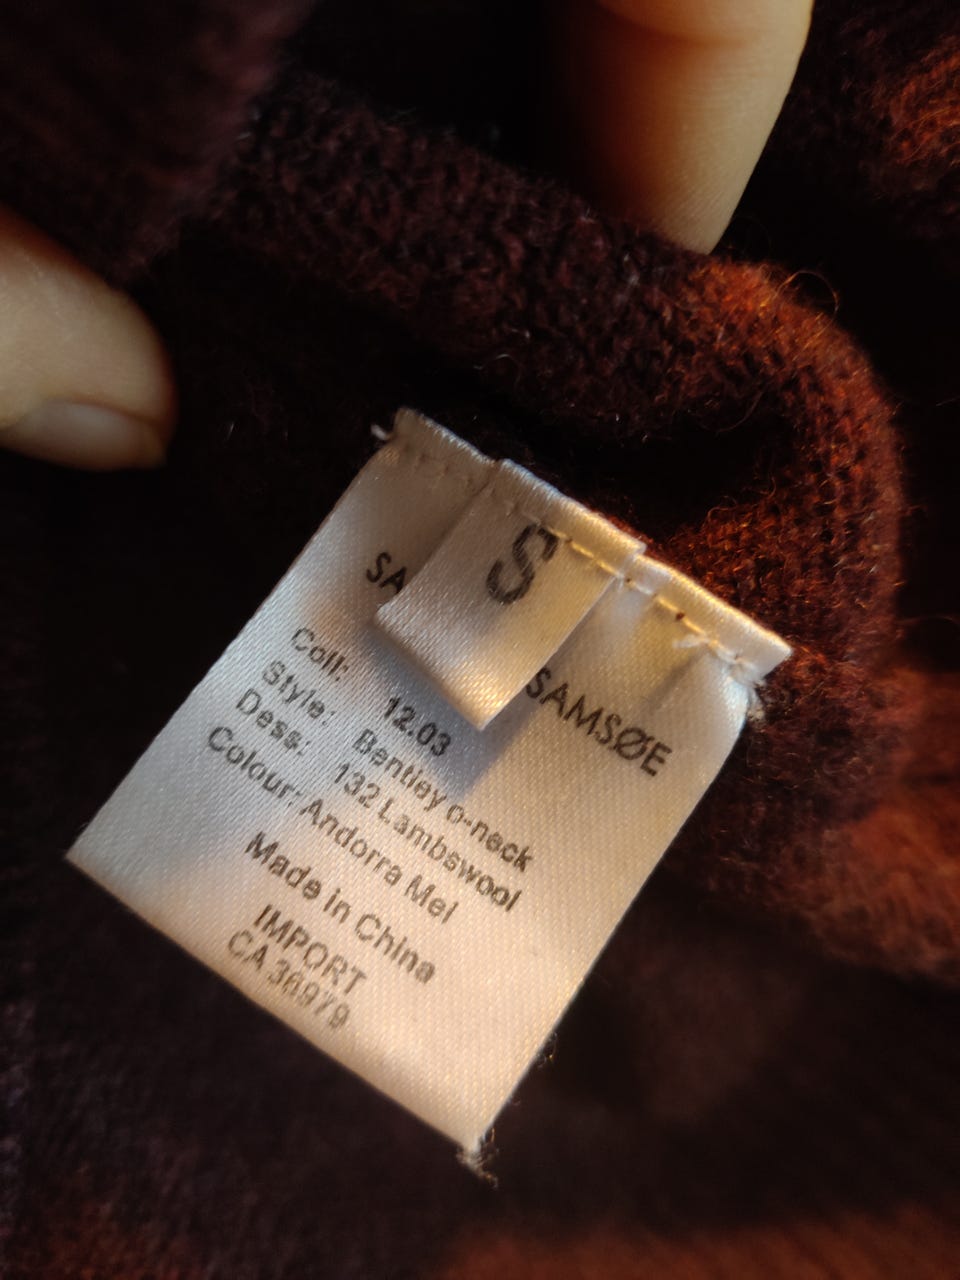 S
SA SAMSØE
Coll: 12.03
Style: Bentley o-neck
Dess: 132 Lambswool
Colour: Andorra Mel
Made in China
IMPORT
CA 36979